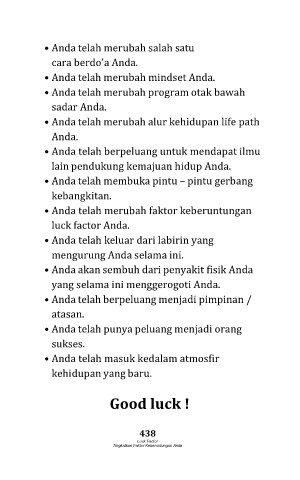 • Anda telah merubah salah satu
cara berdo’a Anda.
• Anda telah merubah mindset Anda.
• Anda telah merubah program otak bawah
sadar Anda.
• Anda telah merubah alur kehidupan life path
Anda.
• Anda telah berpeluang untuk mendapat ilmu
lain pendukung kemajuan hidup Anda.
• Anda telah membuka pintu – pintu gerbang
kebangkitan.
• Anda telah merubah faktor keberuntungan
luck factor Anda.
• Anda telah keluar dari labirin yang
mengurung Anda selama ini.
• Anda akan sembuh dari penyakit fisik Anda
yang selama ini menggerogoti Anda.
• Anda telah berpeluang menjadi pimpinan /
atasan.
• Anda telah punya peluang menjadi orang
sukses.
• Anda telah masuk kedalam atmosfir
kehidupan yang baru.
Good luck !
438
Luck Factor
Tingkatkan Faktor Keberuntungan Anda